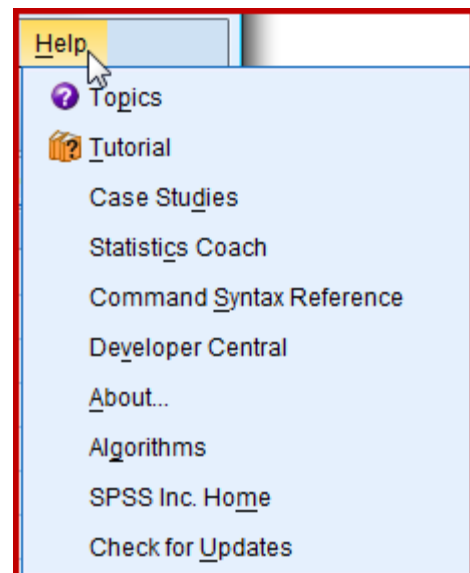 Help
Topics
Tutorial
Case Studies
Statistics Coach
Command Syntax Reference
Developer Central
About...
Algorithms
SPSS Inc. Home
Check for Updates